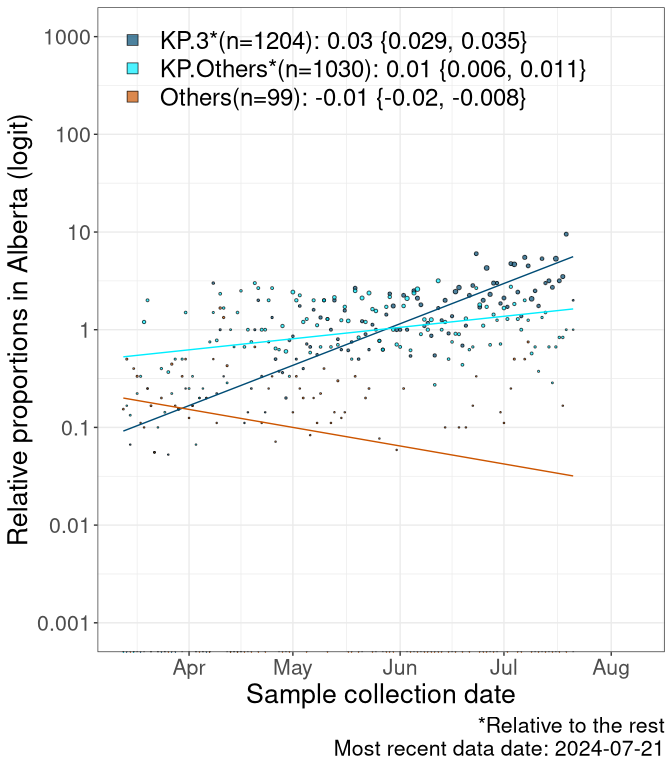 KP.3*(n=1204): 0.03 {0.029, 0.035}
KP.Others*(n=1030): 0.01 {0.006, 0.011}
Others(n=99): -0.01 {-0.02, -0.008}
Relative proportions in Alberta (logit)
1000
100
10
1
0.1
0.01
0.001
Apr May Jun Jul Aug
Sample collection date
*Relative to the rest
Most recent data date: 2024-07-21